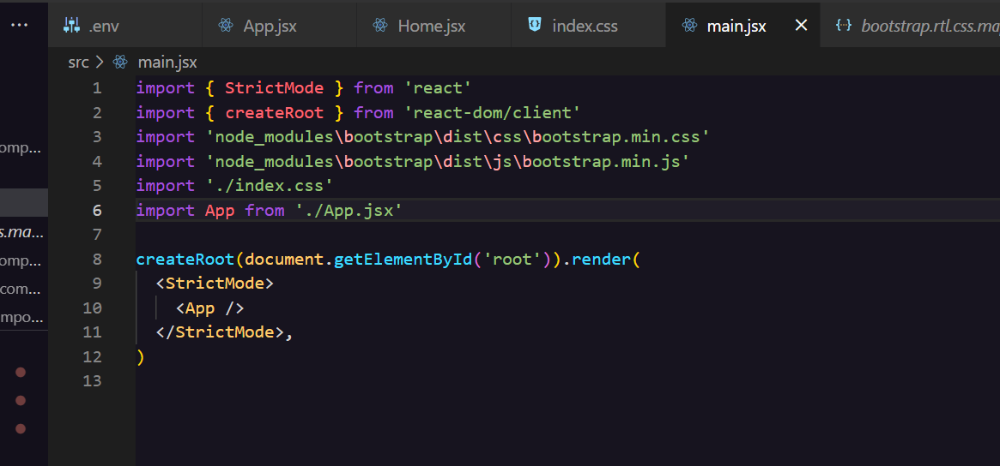 ... .env App.jsx Home.jsx index.css main.jsx bootstrap.rtl.css.ma
src > main.jsx
1 import { StrictMode } from 'react'
2 import { createRoot } from 'react-dom/client'
3 import 'node_modules\bootstrap\dist\css\bootstrap.min.css'
4 import 'node_modules\bootstrap\dist\js\bootstrap.min.js'
5 import './index.css'
6 import App from './App.jsx'
7
8 createRoot(document.getElementById('root')).render(
9   <StrictMode>
10     <App />
11   </StrictMode>,
12 )
13
omp...
s.ma...
omp...
com...
mpo...